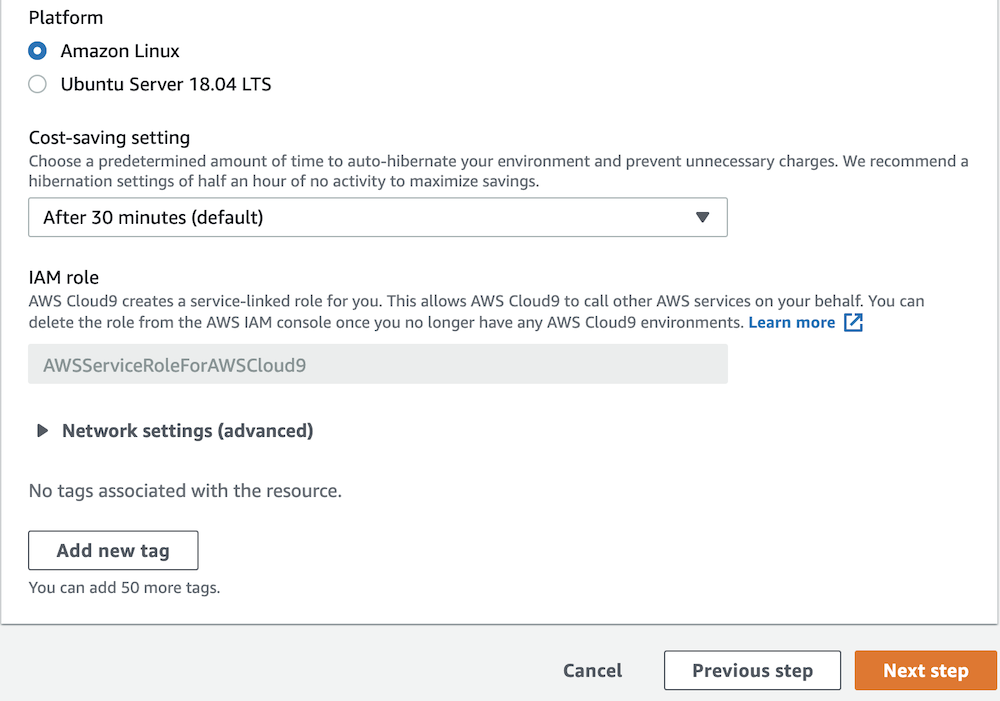 Platform
Amazon Linux
Ubuntu Server 18.04 LTS
Cost-saving setting
Choose a predetermined amount of time to auto-hibernate your environment and prevent unnecessary charges. We recommend a
hibernation settings of half an hour of no activity to maximize savings.
After 30 minutes (default)
IAM role
AWS Cloud9 creates a service-linked role for you. This allows AWS Cloud9 to call other AWS services on your behalf. You can
delete the role from the AWS IAM console once you no longer have any AWS Cloud9 environments. Learn more
AWSServiceRoleForAWSCloud9
Network settings (advanced)
No tags associated with the resource.
Add new tag
You can add 50 more tags.
Cancel Previous step Next step